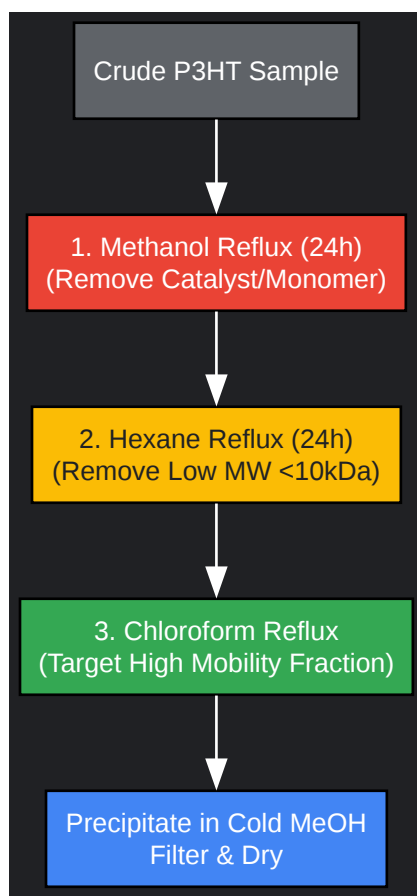 Crude P3HT Sample
1. Methanol Reflux (24h)
(Remove Catalyst/Monomer)
2. Hexane Reflux (24h)
(Remove Low MW <10kDa)
3. Chloroform Reflux
(Target High Mobility Fraction)
Precipitate in Cold MeOH
Filter & Dry